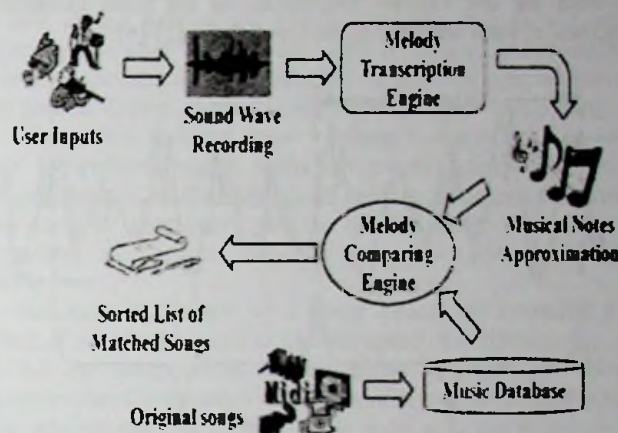 Melody
Transcription
Engine
User Inputs
Sound Wave
Recording
Musical Notes
Approximation
Melody
Comparing
Engine
Sorted List of
Matched Songs
Midi
Music Database
Original songs